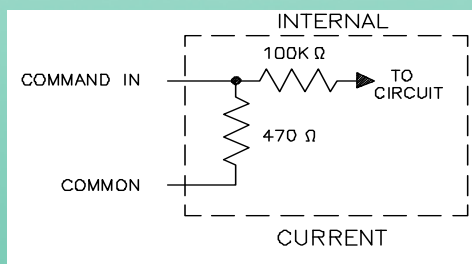 INTERNAL
100K Ω
COMMAND IN
TO
CIRCUIT
470 Ω
COMMON
CURRENT